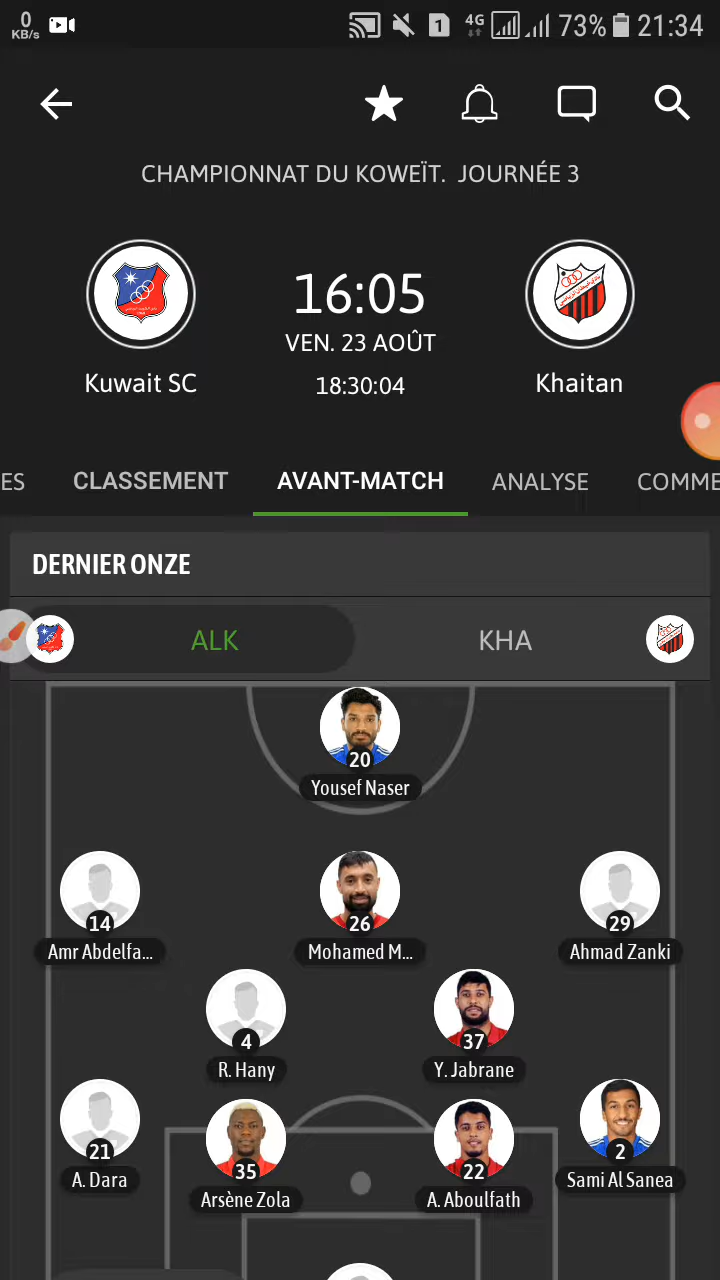 0
KB/s
1
4G
73%
21:34
CHAMPIONNAT DU KOWEÏT. JOURNÉE 3
16:05
VEN. 23 AOÛT
18:30:04
Kuwait SC
Khaitan
ES
CLASSEMENT
AVANT-MATCH
ANALYSE
COMME
DERNIER ONZE
ALK
KHA
20
Yousef Naser
14
Amr Abdelfa...
26
Mohamed M...
29
Ahmad Zanki
4
R. Hany
37
Y. Jabrane
21
A. Dara
35
Arsène Zola
22
A. Aboulfath
2
Sami Al Sanea